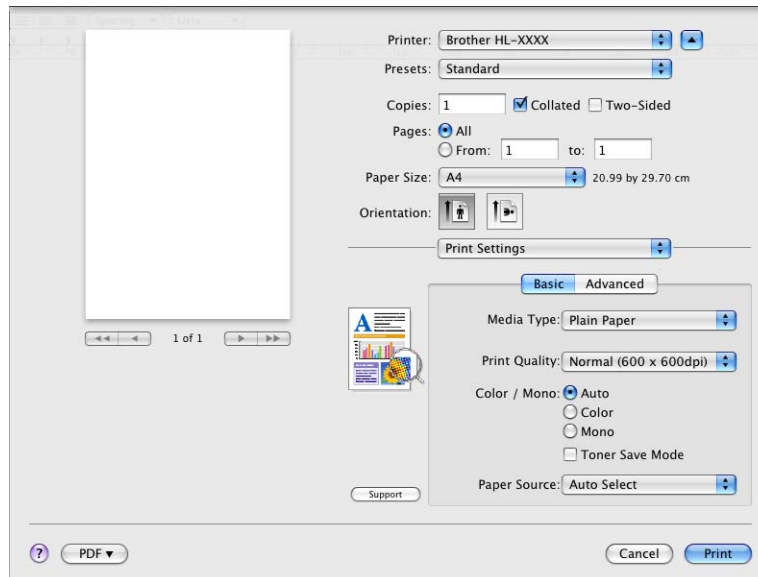 Spacing Lists
Printer: Brother HL-XXXX
Presets: Standard
Copies: 1 Collated Two-Sided
Pages: All
From: 1 to: 1
Paper Size: A4 20.99 by 29.70 cm
Orientation:
Print Settings
Basic Advanced
1 of 1
Media Type: Plain Paper
Print Quality: Normal (600 x 600dpi)
Color / Mono: Auto
Color
Mono
Toner Save Mode
Paper Source: Auto Select
Support
? PDF ▼ Cancel Print